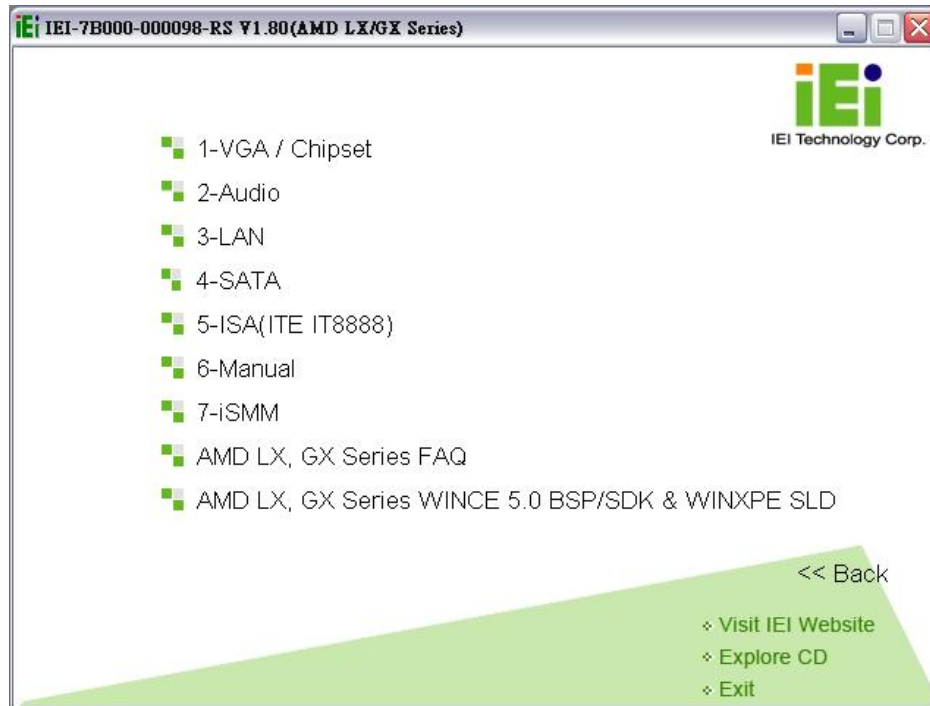 iEi IEI-7B000-000098-RS V1.80(AMD LX/GX Series)
iEi
IEI Technology Corp.
1-VGA / Chipset
2-Audio
3-LAN
4-SATA
5-ISA(ITE IT8888)
6-Manual
7-iSMM
AMD LX, GX Series FAQ
AMD LX, GX Series WINCE 5.0 BSP/SDK & WINXPE SLD
<< Back
Visit IEI Website
Explore CD
Exit